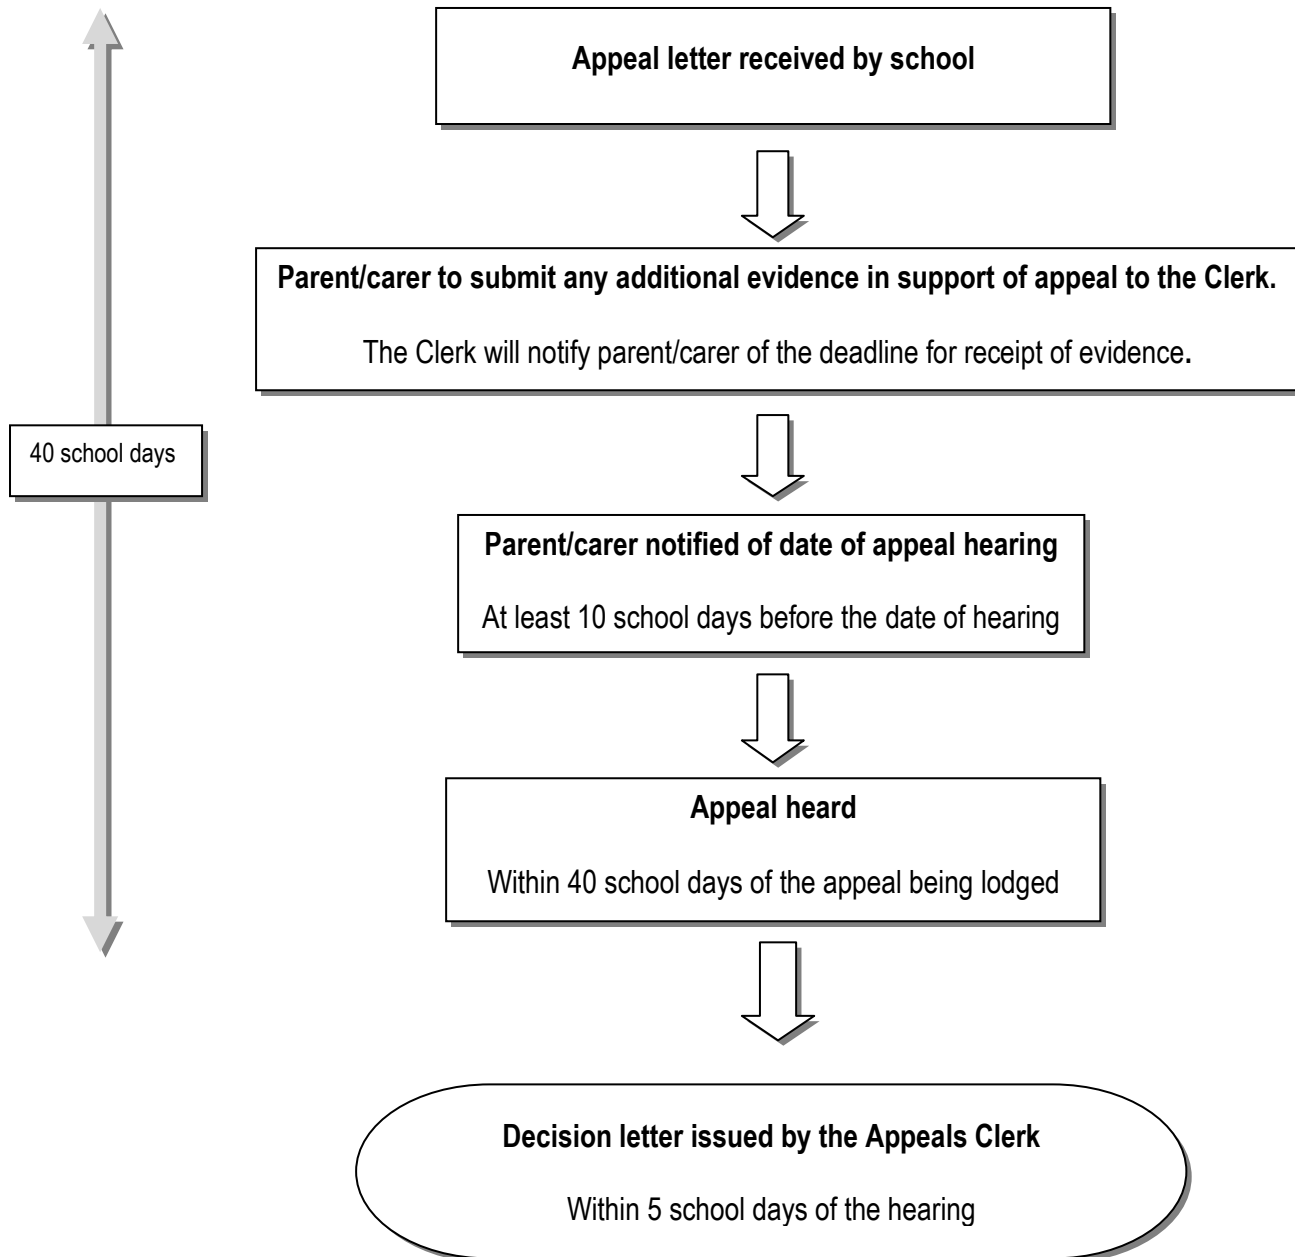 Appeal letter received by school
Parent/carer to submit any additional evidence in support of appeal to the Clerk.
The Clerk will notify parent/carer of the deadline for receipt of evidence.
40 school days
Parent/carer notified of date of appeal hearing
At least 10 school days before the date of hearing
Appeal heard
Within 40 school days of the appeal being lodged
Decision letter issued by the Appeals Clerk
Within 5 school days of the hearing